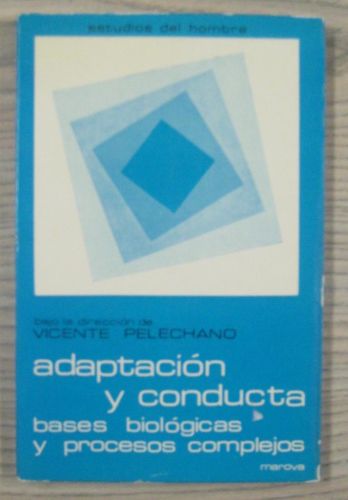 estudios del hombre
bajo la dirección de
VICENTE PELECHANO
adaptación
y conducta
bases biológicas
y procesos complejos
marova